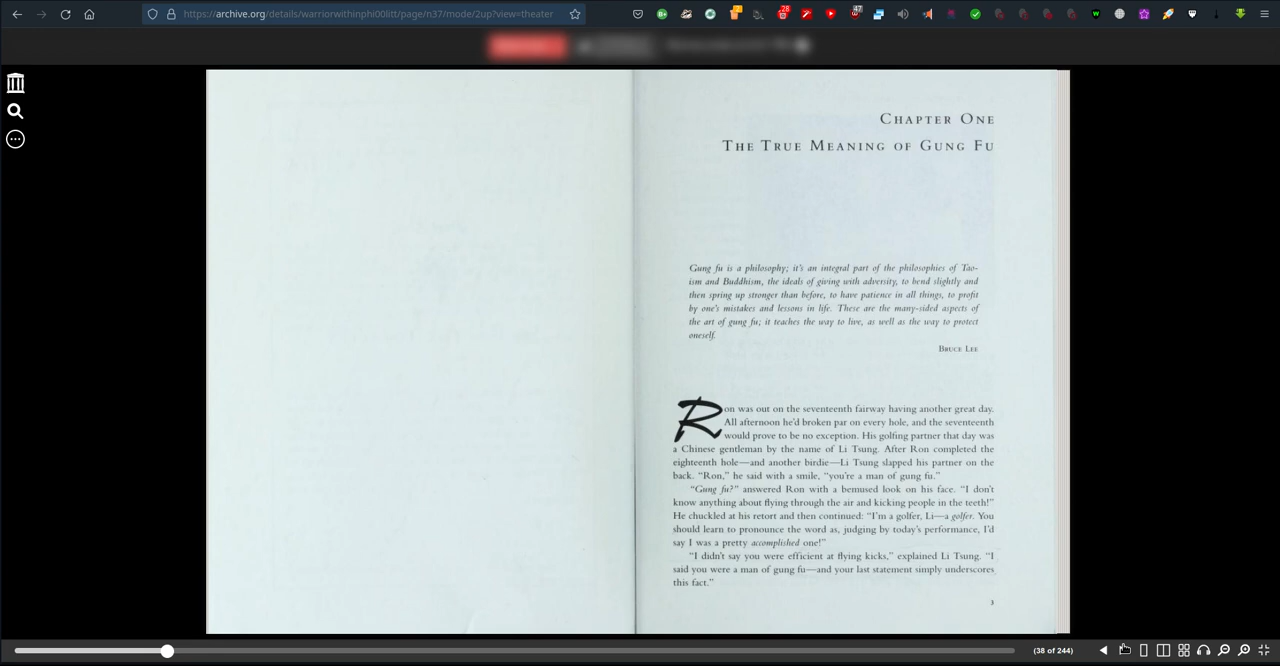 https://archive.org/details/warriorwithinphi00litt/page/n37/mode/2up?view=theater
28
47
CHAPTER ONE
THE TRUE MEANING OF GUNG FU
Gung fu is a philosophy; it's an integral part of the philosophies of Tao-
ism and Buddhism, the ideals of giving with adversity, to bend slightly and
then spring up stronger than before, to have patience in all things, to profit
by one's mistakes and lessons in life. These are the many-sided aspects of
the art of gung fu; it teaches the way to live, as well as the way to protect
oneself.
BRUCE LEE
Ron was out on the seventeenth fairway having another great day.
All afternoon he'd broken par on every hole, and the seventeenth
would prove to be no exception. His golfing partner that day was
a Chinese gentleman by the name of Li Tsung. After Ron completed the
eighteenth hole—and another birdie—Li Tsung slapped his partner on the
back. "Ron," he said with a smile, "you're a man of gung fu."
"Gung fu?" answered Ron with a bemused look on his face. "I don't
know anything about flying through the air and kicking people in the teeth!"
He chuckled at his retort and then continued: "I'm a golfer, Li—a golfer. You
should learn to pronounce the word as, judging by today's performance, I'd
say I was a pretty accomplished one!"
"I didn't say you were efficient at flying kicks," explained Li Tsung. "I
said you were a man of gung fu—and your last statement simply underscores
this fact."
3
(38 of 244)